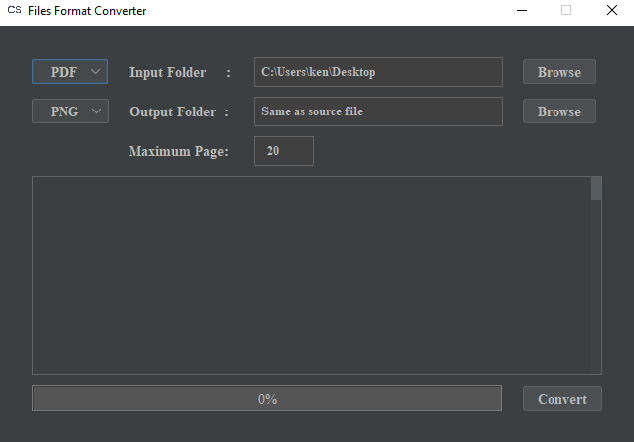 CS Files Format Converter
PDF Input Folder : C:\Users\ken\Desktop Browse
PNG Output Folder : Same as source file Browse
Maximum Page: 20
0% Convert